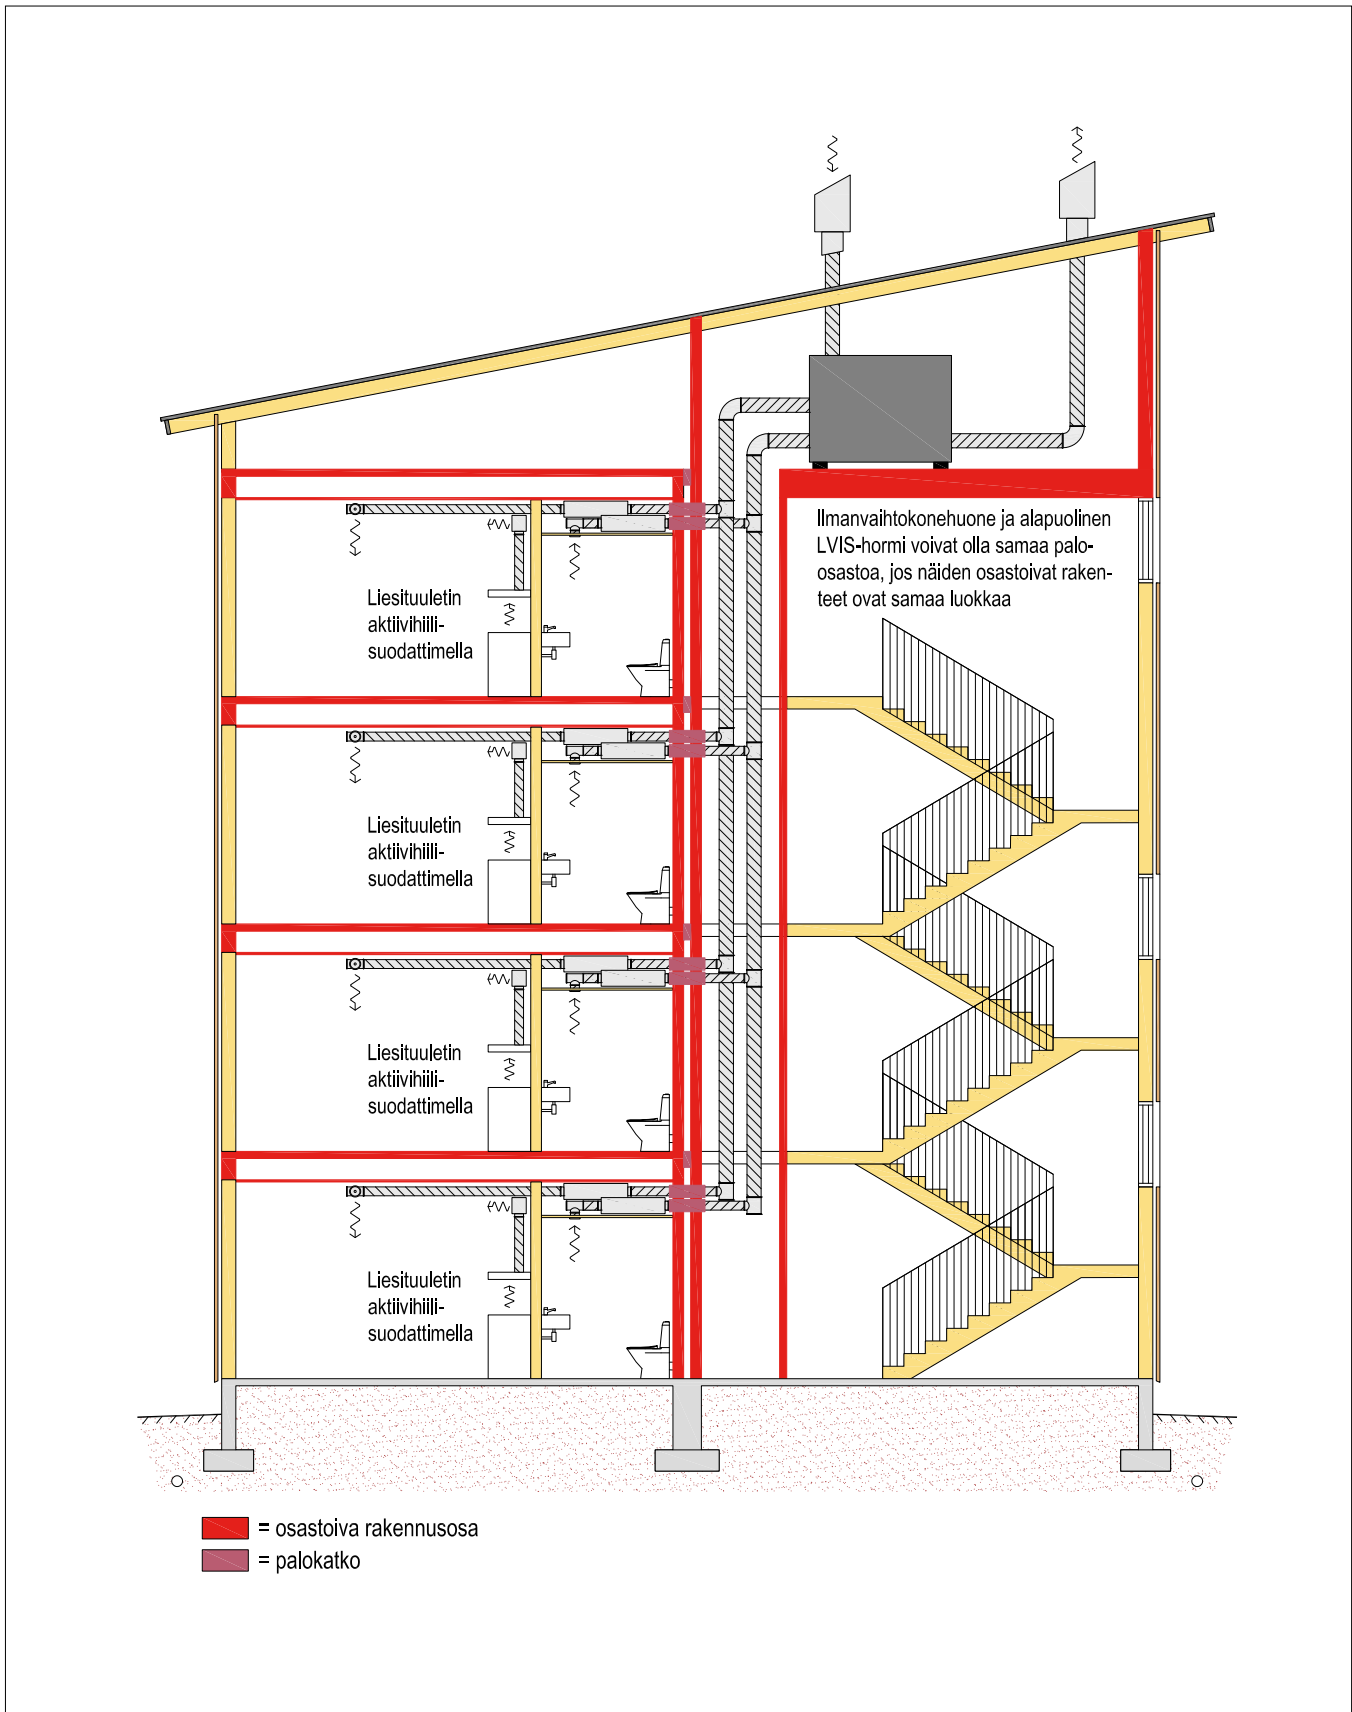 Ilmanvaihtokonehuone ja alapuolinen
LVIS-hormi voivat olla samaa palo-
osastoa, jos näiden osastoivat raken-
teet ovat samaa luokkaa
Liesituuletin
aktiivihiili-
suodattimella
Liesituuletin
aktiivihiili-
suodattimella
Liesituuletin
aktiivihiili-
suodattimella
Liesituuletin
aktiivihiili-
suodattimella
= osastoiva rakennusosa
= palokatko